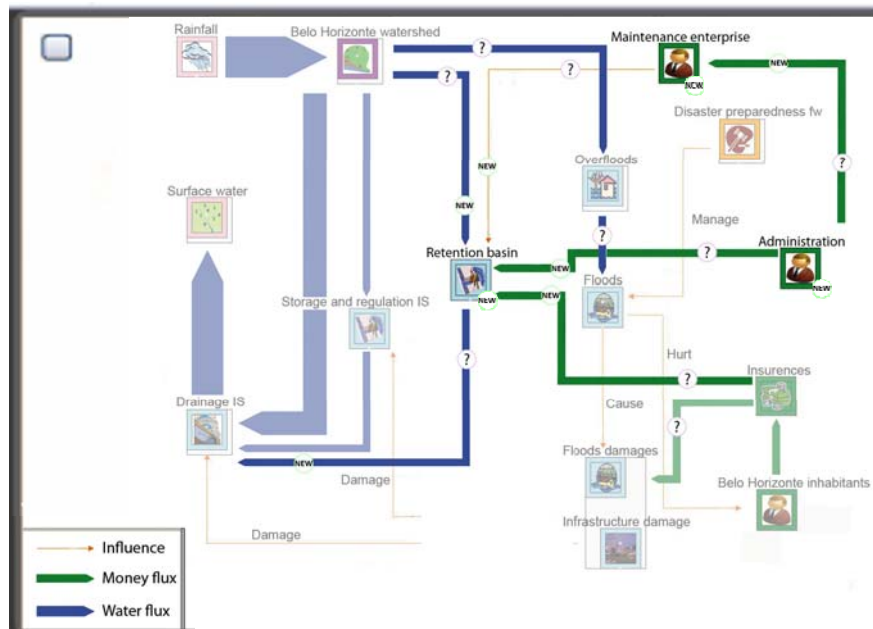 Rainfall
Belo Horizonte watershed
Maintenance enterprise
?
?
?
NEW
NEW
Disaster preparedness fw
Overfloods
NEW
?
Surface water
NEW
Manage
?
?
Administration
Retention basin
NEW
NEW
NEW
NEW
Floods
Storage and regulation IS
Hurt
?
?
Insurences
Drainage IS
Cause
?
Floods damages
NEW
Damage
Belo Horizonte inhabitants
Infrastructure damage
Damage
Influence
Money flux
Water flux